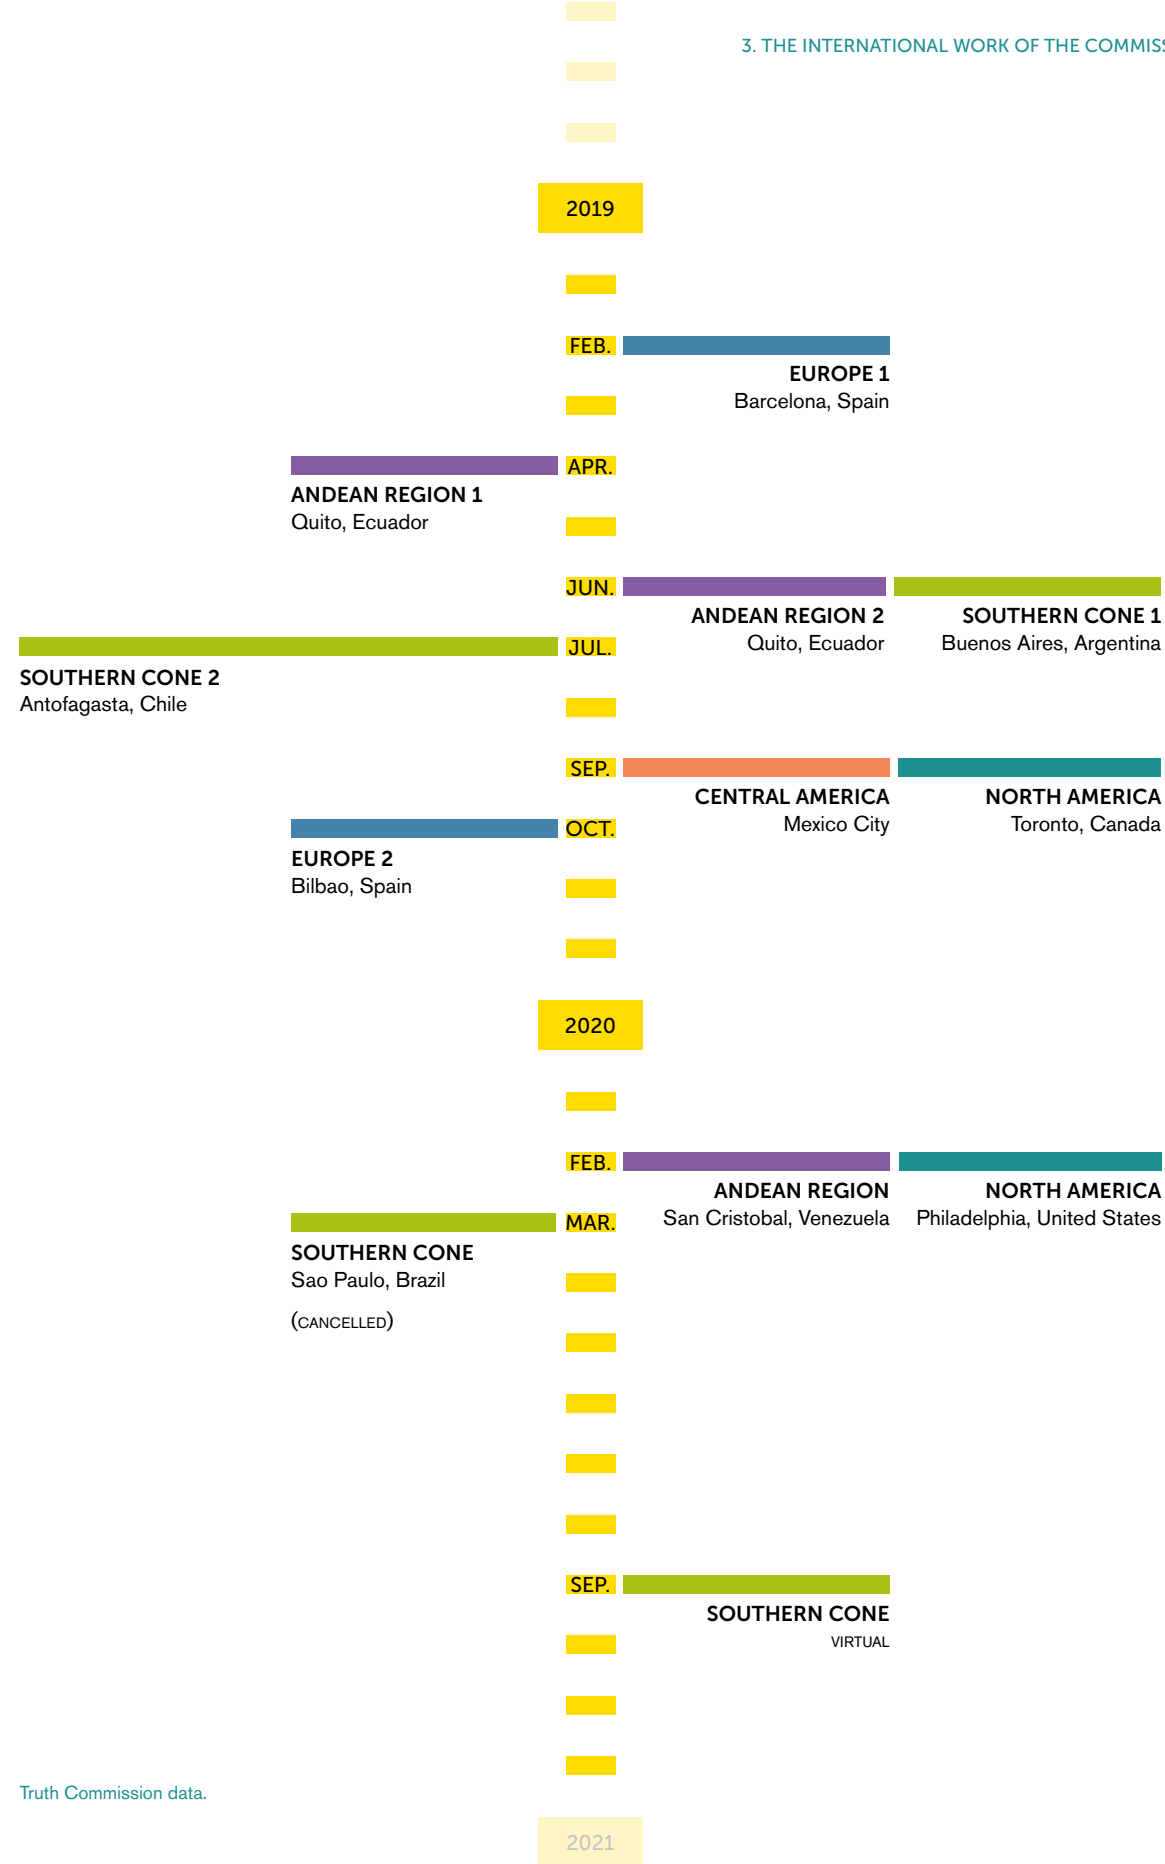 3. THE INTERNATIONAL WORK OF THE COMMISS
2019
FEB.
EUROPE 1
Barcelona, Spain
APR.
ANDEAN REGION 1
Quito, Ecuador
JUN.
ANDEAN REGION 2
Quito, Ecuador
SOUTHERN CONE 1
Buenos Aires, Argentina
JUL.
SOUTHERN CONE 2
Antofagasta, Chile
SEP.
CENTRAL AMERICA
Mexico City
NORTH AMERICA
Toronto, Canada
OCT.
EUROPE 2
Bilbao, Spain
2020
FEB.
ANDEAN REGION
San Cristobal, Venezuela
NORTH AMERICA
Philadelphia, United States
MAR.
SOUTHERN CONE
Sao Paulo, Brazil
(CANCELLED)
SEP.
SOUTHERN CONE
VIRTUAL
Truth Commission data.
2021